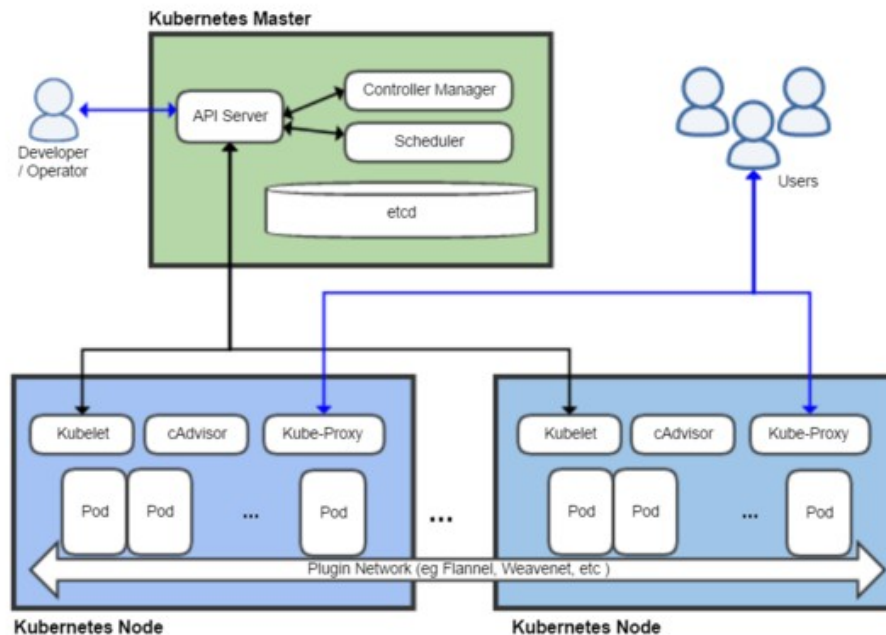 Kubernetes Master
API Server
Controller Manager
Scheduler
etcd
Developer
/ Operator
Users
Kubelet
cAdvisor
Kube-Proxy
Pod
Pod
...
Pod
...
Kubelet
cAdvisor
Kube-Proxy
Pod
Pod
...
Pod
Plugin Network (eg Flannel, Weavenet, etc )
Kubernetes Node
Kubernetes Node